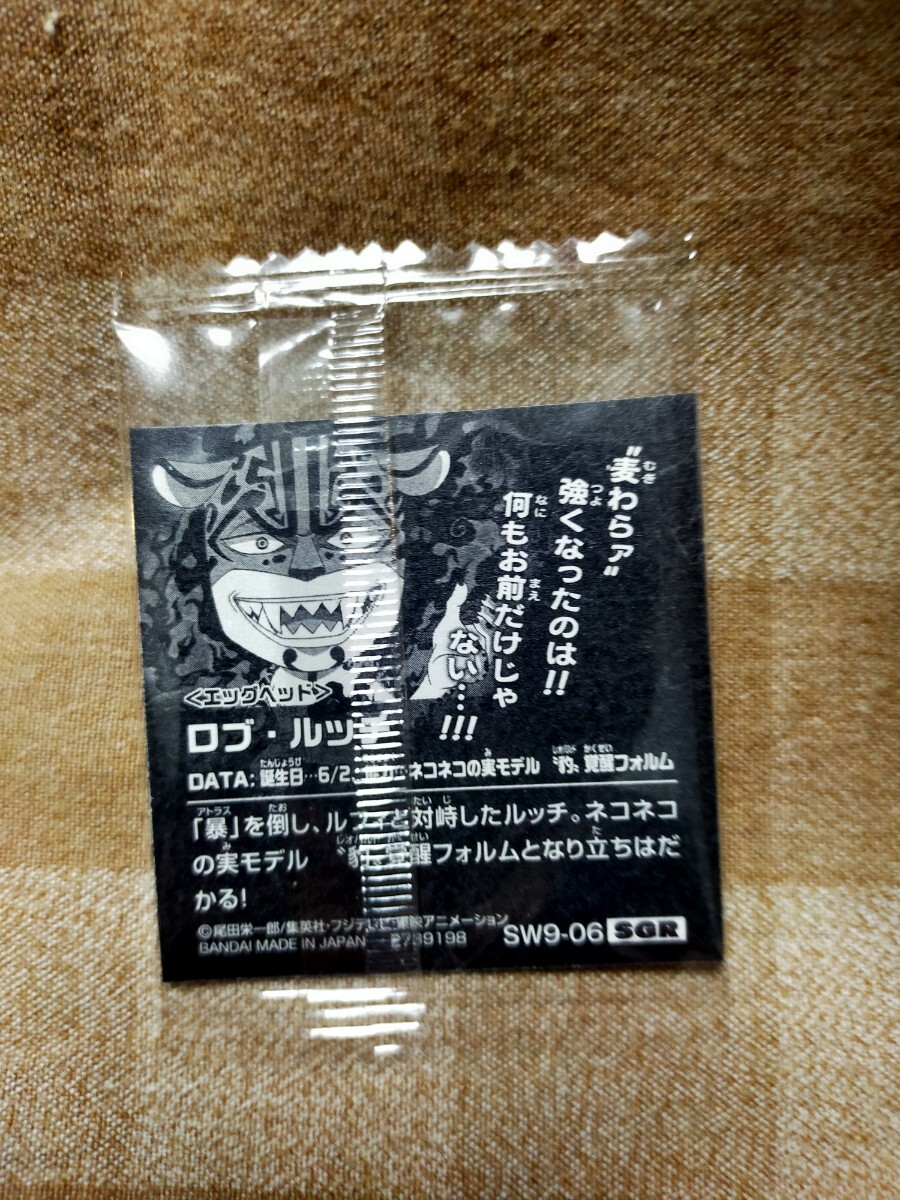 "麦わらァ"
強くなったのは!!
何もお前だけじゃ
ない…!!!
<エッグヘッド>
ロブ・ルッチ
DATA: 誕生日…6/2 ネコネコの実モデル "豹" 覚醒フォルム
「暴」を倒し、ルフィと対峙したルッチ。ネコネコ
の実モデル "豹" 覚醒フォルムとなり立ちはだ
かる!
©尾田栄一郎/集英社・フジテレビ・東映アニメーション
BANDAI MADE IN JAPAN 2739198
SW9-06 SGR